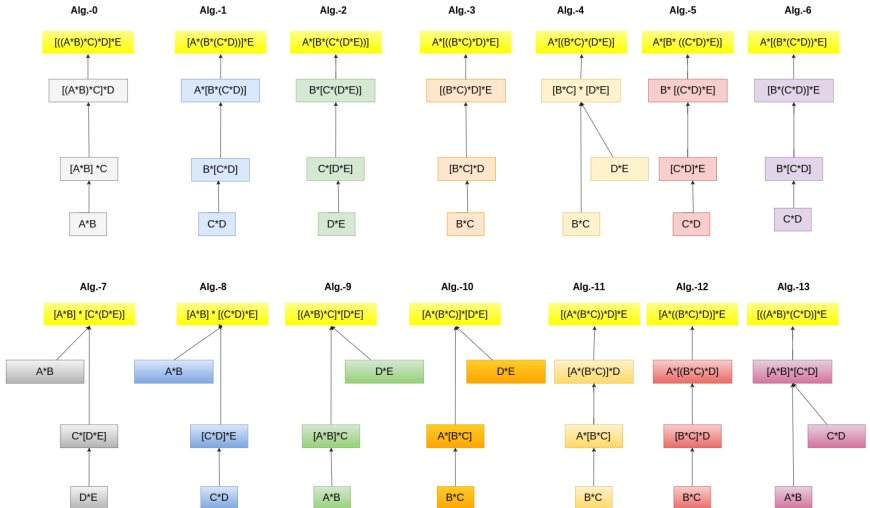 Alg.-0 Alg.-1 Alg.-2 Alg.-3 Alg.-4 Alg.-5 Alg.-6
[((A*B)*C)*D]*E [A*(B*(C*D))]*E A*[B*(C*(D*E))] A*[((B*C)*D)*E] A*[(B*C)*(D*E)] A*[B* ((C*D)*E)] A*[(B*(C*D))*E]
[(A*B)*C]*D A*[B*(C*D)] B*[C*(D*E)] [(B*C)*D]*E [B*C] * [D*E] B* [(C*D)*E] [B*(C*D)]*E
[A*B] *C B*[C*D] C*[D*E] [B*C]*D D*E [C*D]*E B*[C*D]
A*B C*D D*E B*C B*C C*D C*D
Alg.-7 Alg.-8 Alg.-9 Alg.-10 Alg.-11 Alg.-12 Alg.-13
[A*B] * [C*(D*E)] [A*B] * [(C*D)*E] [(A*B)*C]*[D*E] [A*(B*C)]*[D*E] [(A*(B*C))*D]*E [A*((B*C)*D)]*E [((A*B)*(C*D)]*E
A*B A*B D*E D*E [A*(B*C)]*D A*[(B*C)*D] [A*B]*[C*D]
C*[D*E] [C*D]*E [A*B]*C A*[B*C] A*[B*C] [B*C]*D C*D
D*E C*D A*B B*C B*C B*C A*B